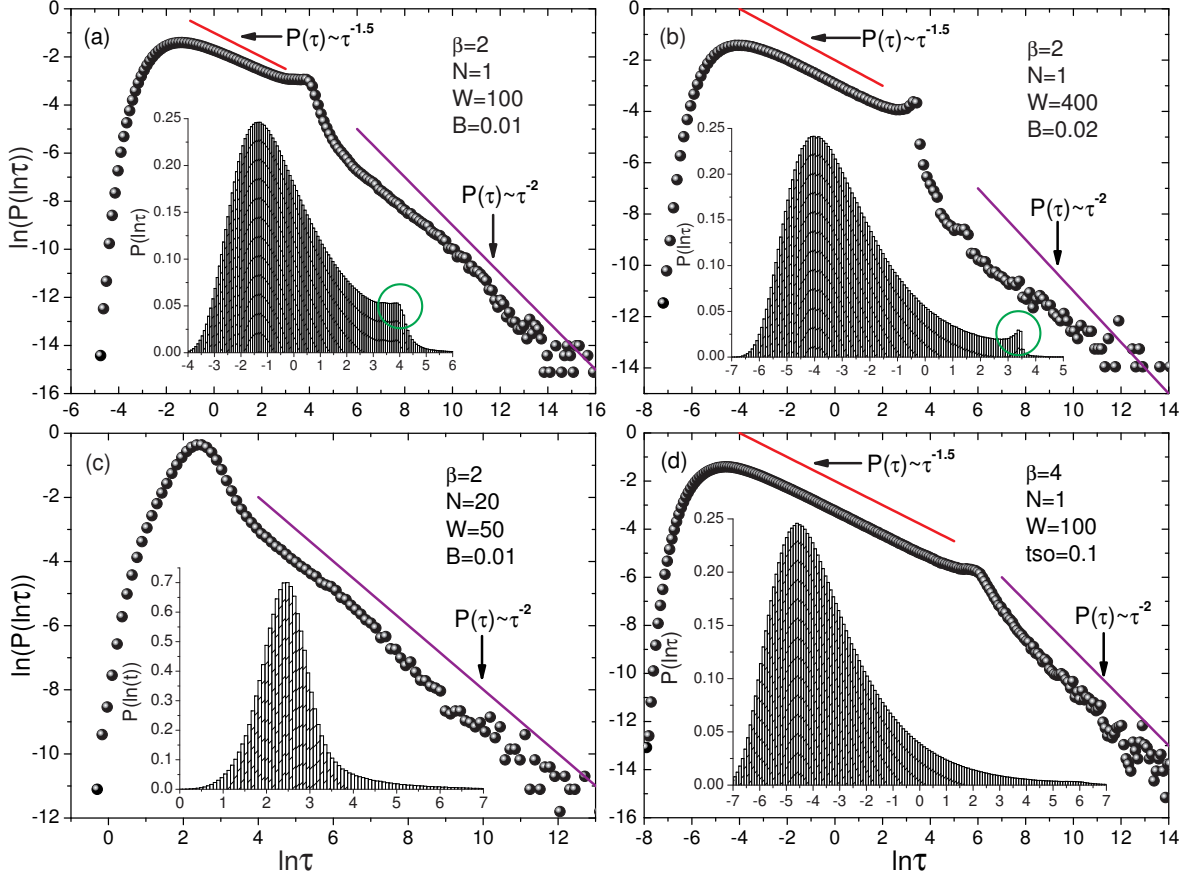 (a)
P(τ)~τ^-1.5
β=2
N=1
W=100
B=0.01
P(τ)~τ^-2
ln(P(lnτ))
0 -2 -4 -6 -8 -10 -12 -14 -16
-6 -4 -2 0 2 4 6 8 10 12 14 16
P(lnτ)
0.25 0.20 0.15 0.10 0.05 0.00
-4 -3 -2 -1 0 1 2 3 4 5 6
(b)
P(τ)~τ^-1.5
β=2
N=1
W=400
B=0.02
P(τ)~τ^-2
0 -2 -4 -6 -8 -10 -12 -14
-8 -6 -4 -2 0 2 4 6 8 10 12 14
P(lnτ)
0.25 0.20 0.15 0.10 0.05 0.00
-7 -6 -5 -4 -3 -2 -1 0 1 2 3 4 5
(c)
β=2
N=20
W=50
B=0.01
P(τ)~τ^-2
ln(P(lnτ))
0 -2 -4 -6 -8 -10 -12
0 2 4 6 8 10 12
lnτ
P(ln(t))
0.7 0.6 0.5 0.4 0.3 0.2 0.1 0.0
0 1 2 3 4 5 6 7
(d)
P(τ)~τ^-1.5
β=4
N=1
W=100
tso=0.1
P(τ)~τ^-2
0 -2 -4 -6 -8 -10 -12 -14 -16
-8 -6 -4 -2 0 2 4 6 8 10 12 14
lnτ
P(lnτ)
0.25 0.20 0.15 0.10 0.05 0.00
-7 -6 -5 -4 -3 -2 -1 0 1 2 3 4 5 6 7